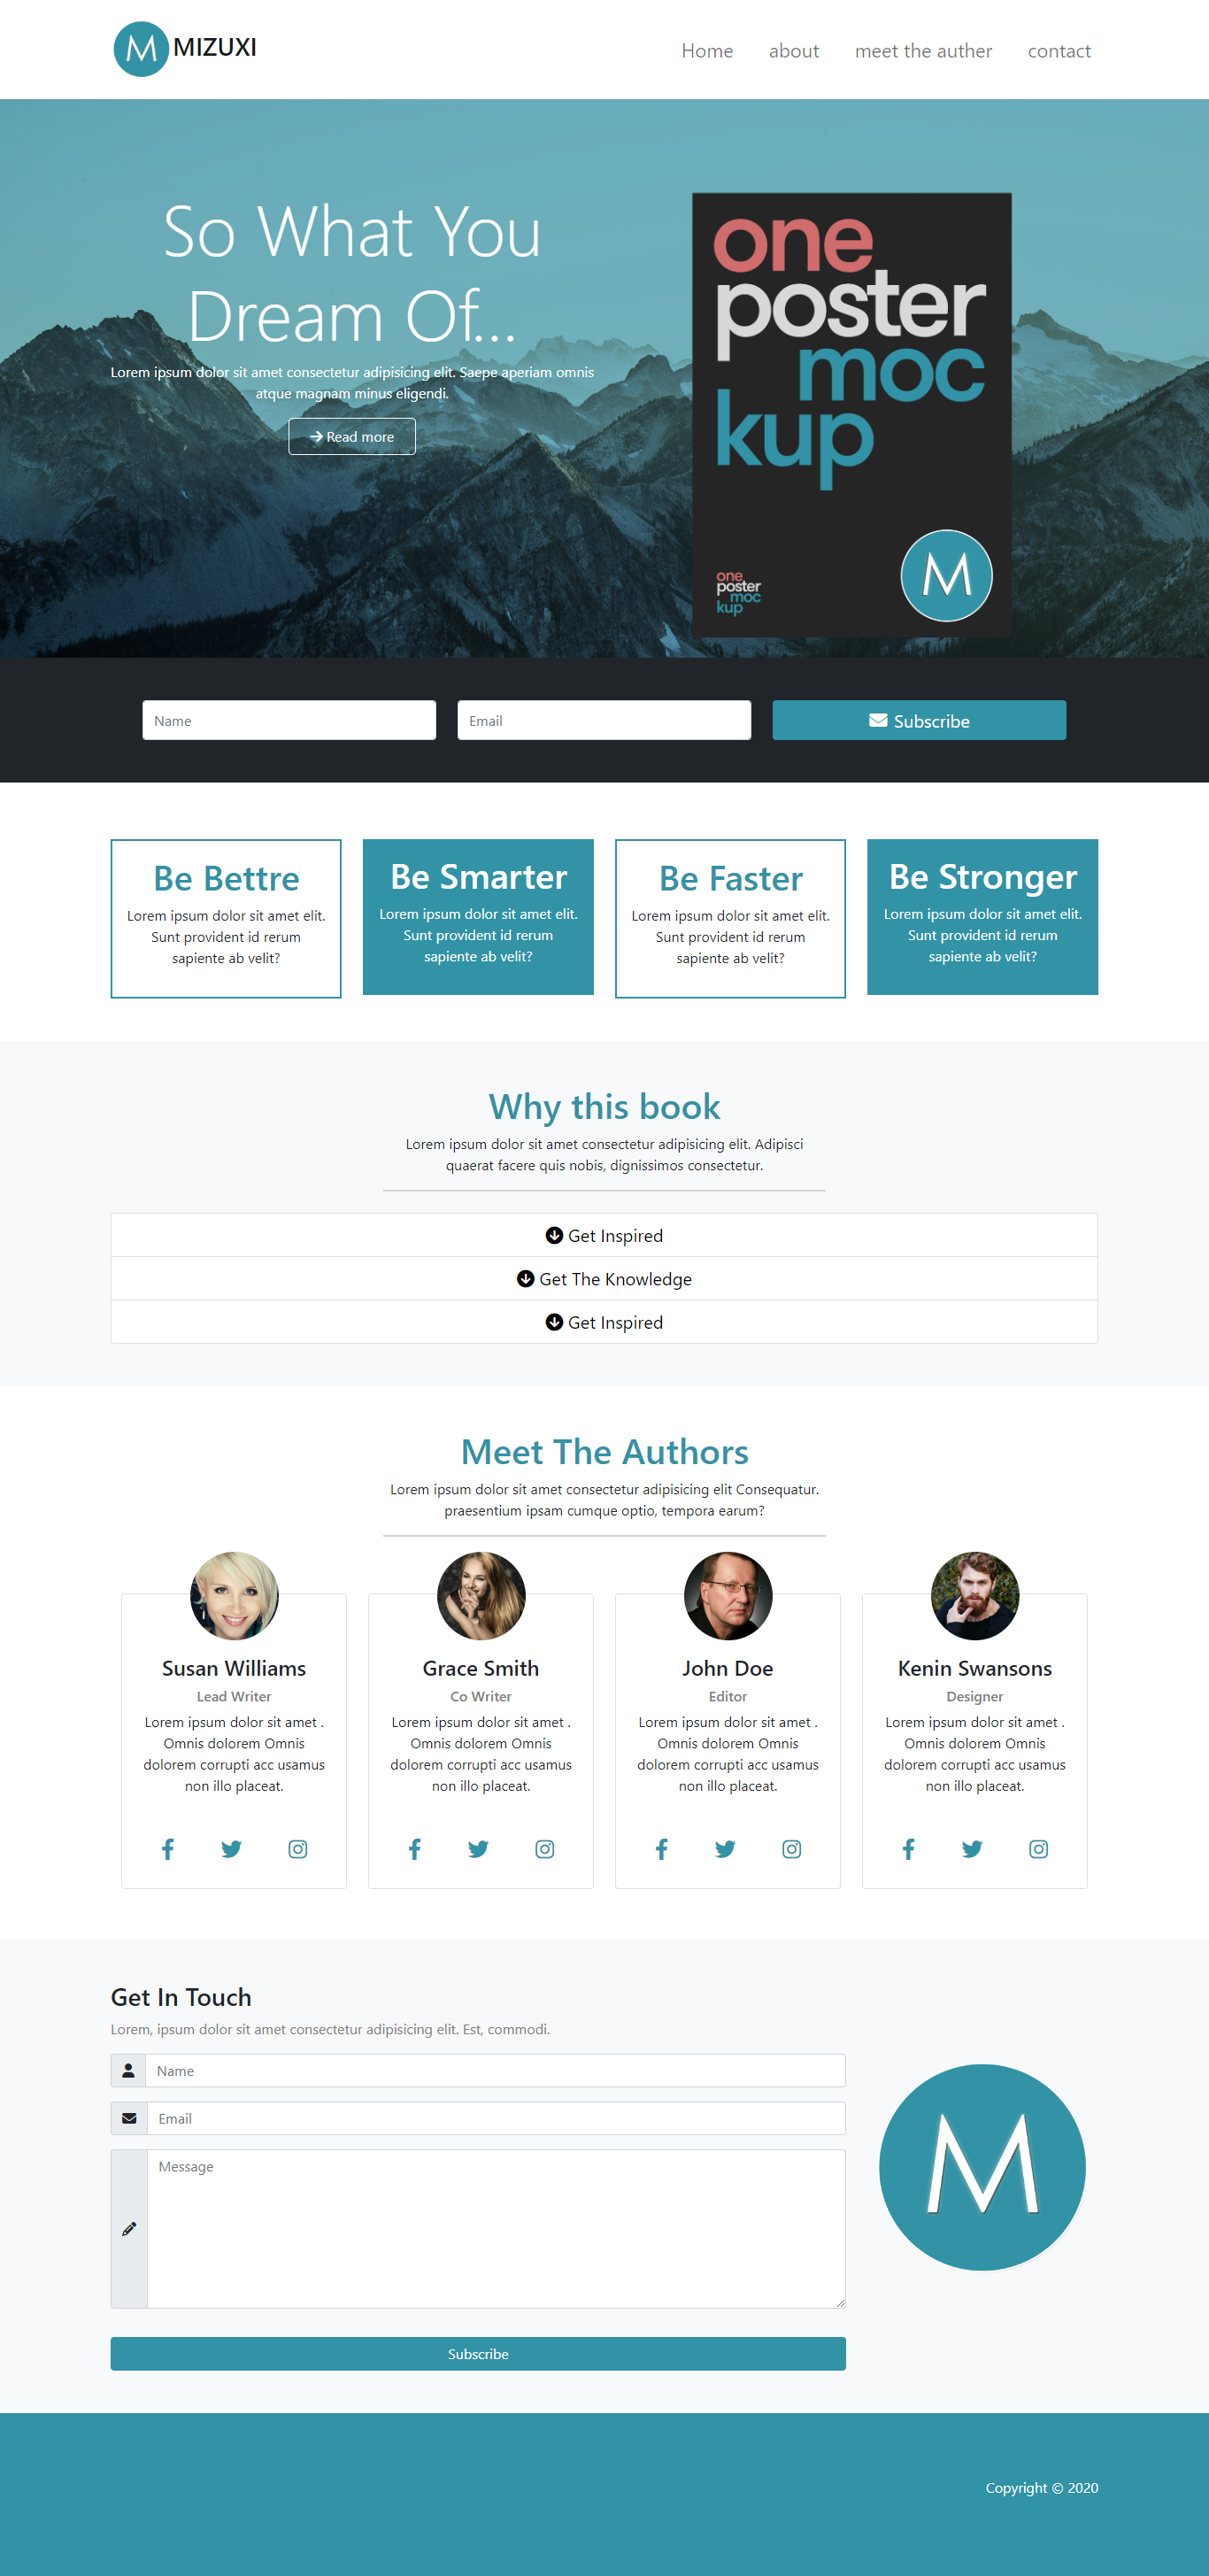 M MIZUXI
Home about meet the auther contact
So What You
Dream Of...
Lorem ipsum dolor sit amet consectetur adipisicing elit. Saepe aperiam omnis
atque magnam minus eligendi.
Read more
one
poster
moc
kup
one
poster
moc
kup
M
Name
Email
Subscribe
Be Bettre
Lorem ipsum dolor sit amet elit.
Sunt provident id rerum
sapiente ab velit?
Be Smarter
Lorem ipsum dolor sit amet elit.
Sunt provident id rerum
sapiente ab velit?
Be Faster
Lorem ipsum dolor sit amet elit.
Sunt provident id rerum
sapiente ab velit?
Be Stronger
Lorem ipsum dolor sit amet elit.
Sunt provident id rerum
sapiente ab velit?
Why this book
Lorem ipsum dolor sit amet consectetur adipisicing elit. Adipisci
quaerat facere quis nobis, dignissimos consectetur.
Get Inspired
Get The Knowledge
Get Inspired
Meet The Authors
Lorem ipsum dolor sit amet consectetur adipisicing elit Consequatur.
praesentium ipsam cumque optio, tempora earum?
Susan Williams
Lead Writer
Lorem ipsum dolor sit amet .
Omnis dolorem Omnis
dolorem corrupti acc usamus
non illo placeat.
Grace Smith
Co Writer
Lorem ipsum dolor sit amet .
Omnis dolorem Omnis
dolorem corrupti acc usamus
non illo placeat.
John Doe
Editor
Lorem ipsum dolor sit amet .
Omnis dolorem Omnis
dolorem corrupti acc usamus
non illo placeat.
Kenin Swansons
Designer
Lorem ipsum dolor sit amet .
Omnis dolorem Omnis
dolorem corrupti acc usamus
non illo placeat.
Get In Touch
Lorem, ipsum dolor sit amet consectetur adipisicing elit. Est, commodi.
Name
Email
Message
Subscribe
M
Copyright © 2020